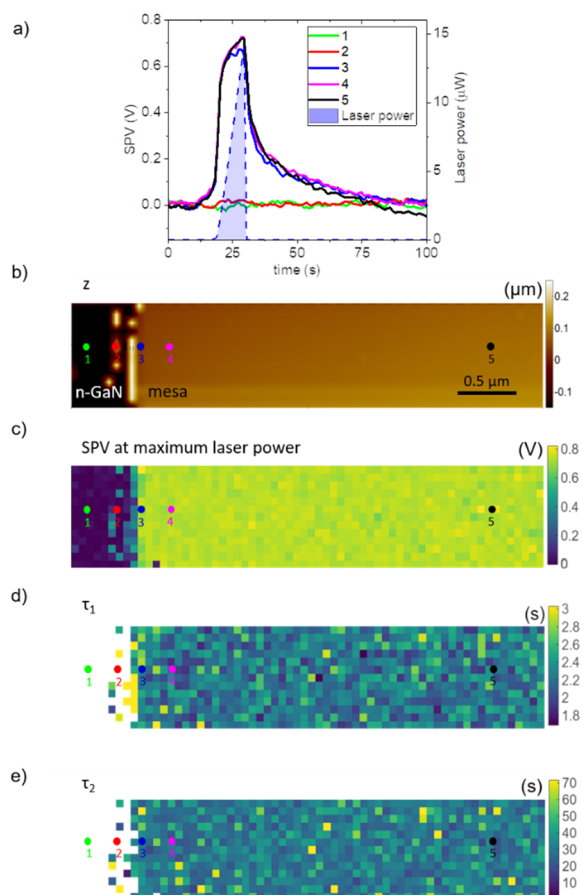 a)
SPV (V)
0.8
0.6
0.4
0.2
0.0
1
2
3
4
5
Laser power
15
10
5
0
Laser power (µW)
0 25 50 75 100
time (s)
b)
z
(µm)
0.2
0.1
0
-0.1
1 2 3 4 5
n-GaN mesa
0.5 µm
c)
SPV at maximum laser power
(V)
0.8
0.6
0.4
0.2
0
1 2 3 4 5
d)
τ1
(s)
3
2.8
2.6
2.4
2.2
2
1.8
1 2 3 4 5
e)
τ2
(s)
70
60
50
40
30
20
10
0
1 2 3 4 5